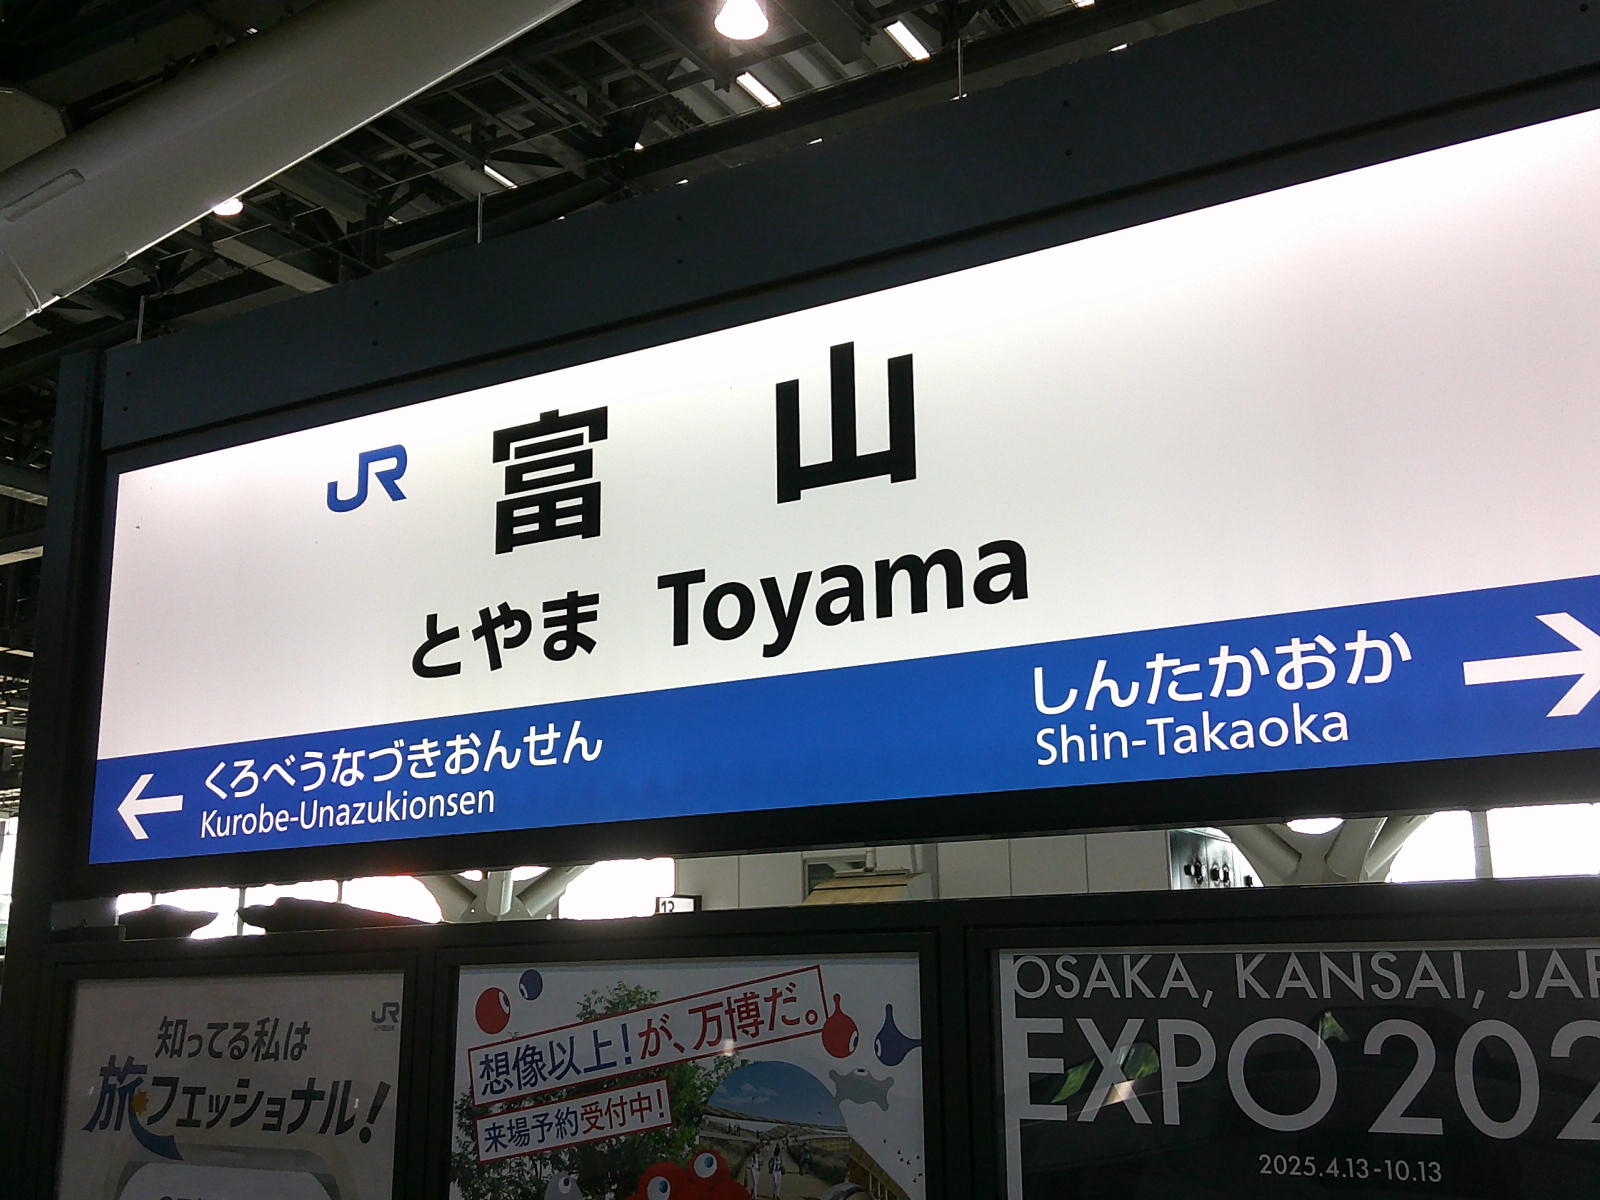 JR 富山
とやま Toyama
くろべうなづきおんせん
Kurobe-Unazukionsen
しんたかおか
Shin-Takaoka
12
JR
知ってる私は
旅フェッショナル!
想像以上!が、万博だ。
来場予約受付中!
OSAKA, KANSAI,
EXPO
2025.4.13-10.13